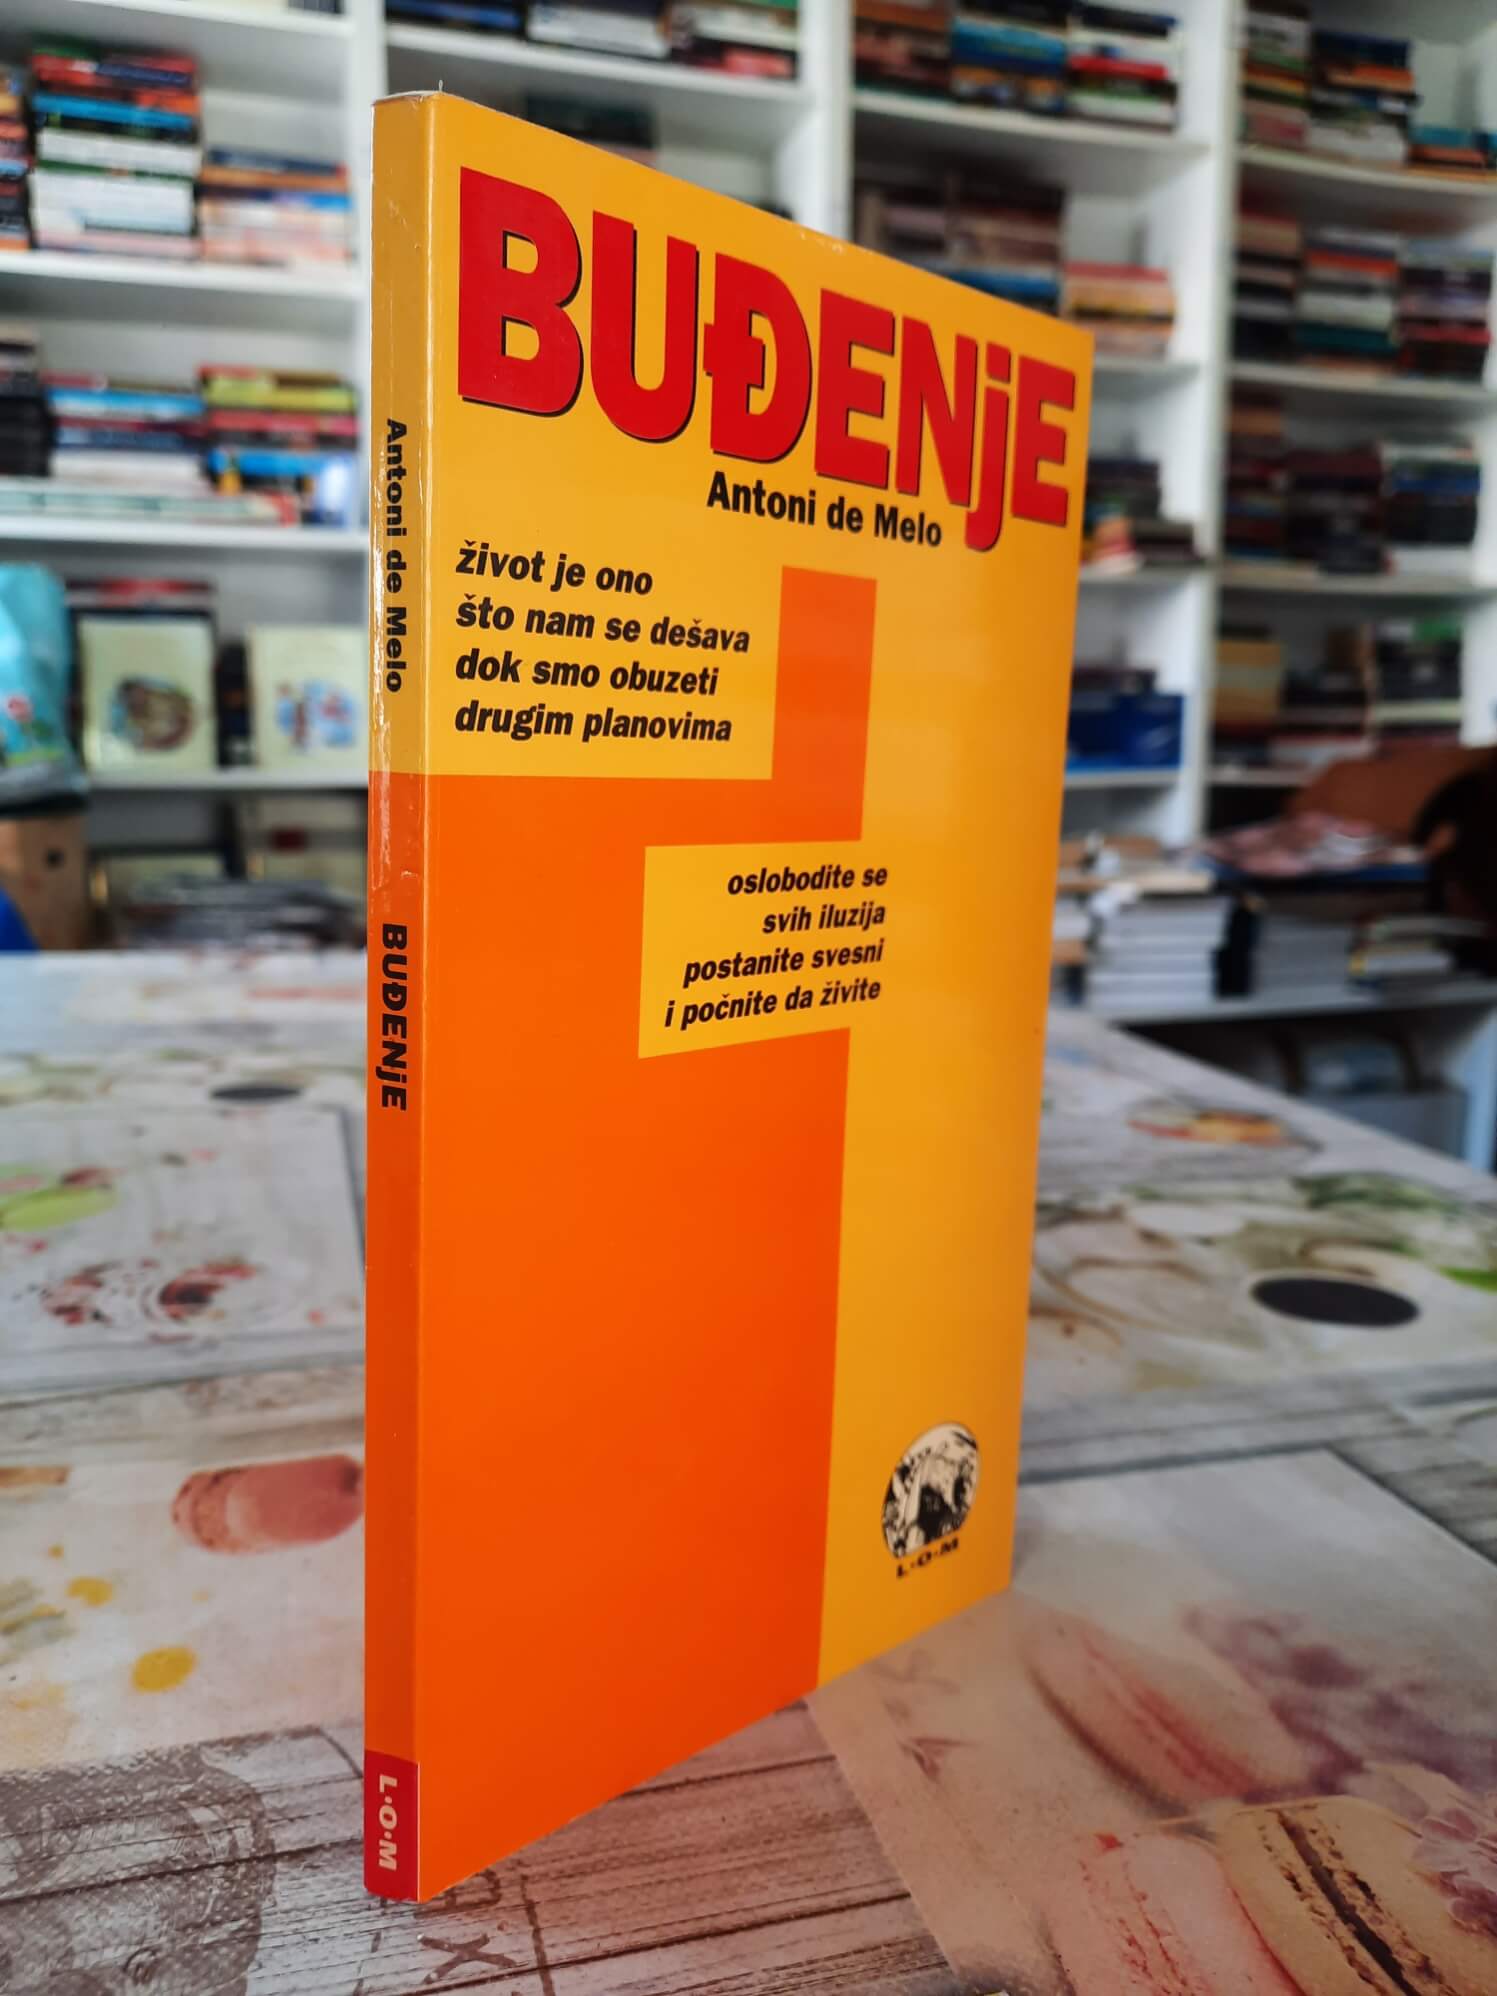 BUĐENjE
Antoni de Melo
život je ono
što nam se dešava
dok smo obuzeti
drugim planovima
oslobodite se
svih iluzija
postanite svesni
i počnite da živite
L·O·M
Antoni de Melo
BUĐENjE
L·O·M